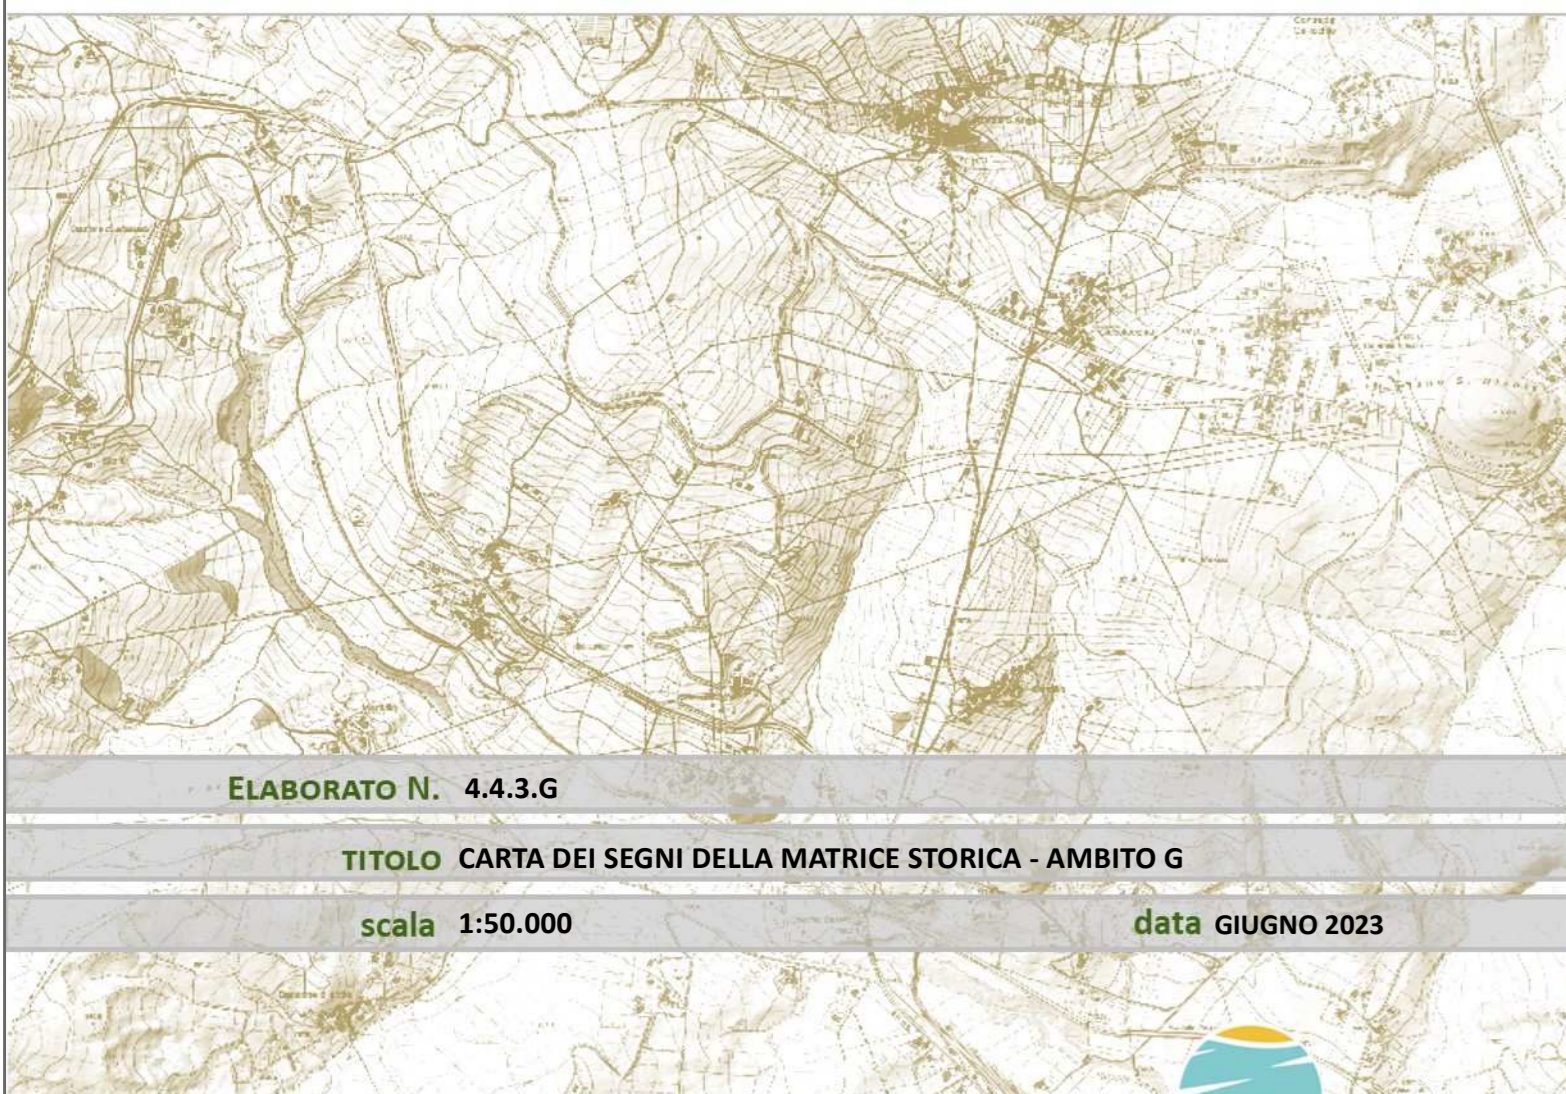 ELABORATO N. 4.4.3.G
TITOLO CARTA DEI SEGNI DELLA MATRICE STORICA - AMBITO G
scala 1:50.000 data GIUGNO 2023